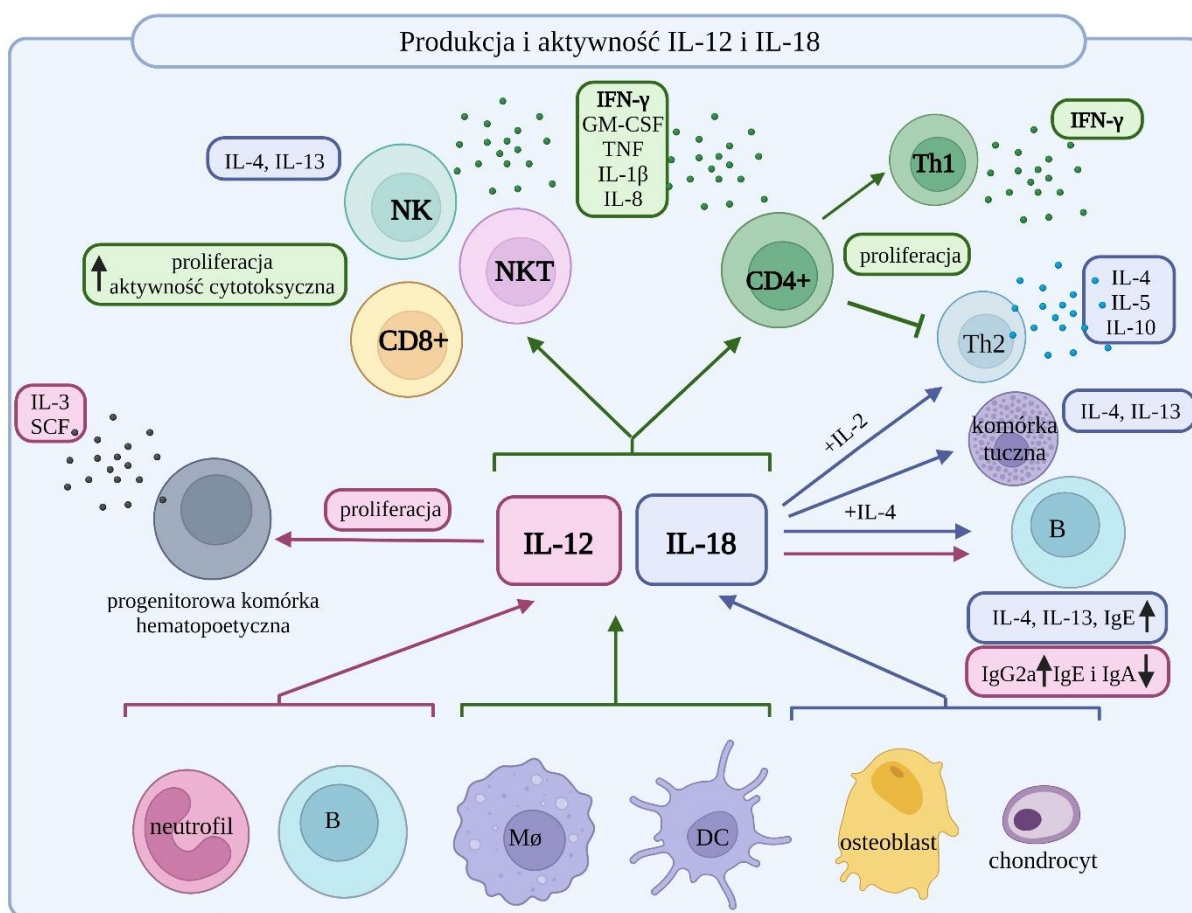 Produkcja i aktywność IL-12 i IL-18
IL-4, IL-13
NK
IFN-γ
GM-CSF
TNF
IL-1β
IL-8
Th1
IFN-γ
proliferacja
aktywność cytotoksyczna
NKT
CD8+
CD4+
proliferacja
Th2
IL-4
IL-5
IL-10
IL-3
SCF
+IL-2
komórka
tuczna
IL-4, IL-13
proliferacja
IL-12
IL-18
+IL-4
B
progenitorowa komórka
hematopoetyczna
IL-4, IL-13, IgE
IgG2a IgE i IgA
neutrofil
B
Mø
DC
osteoblast
chondrocyt